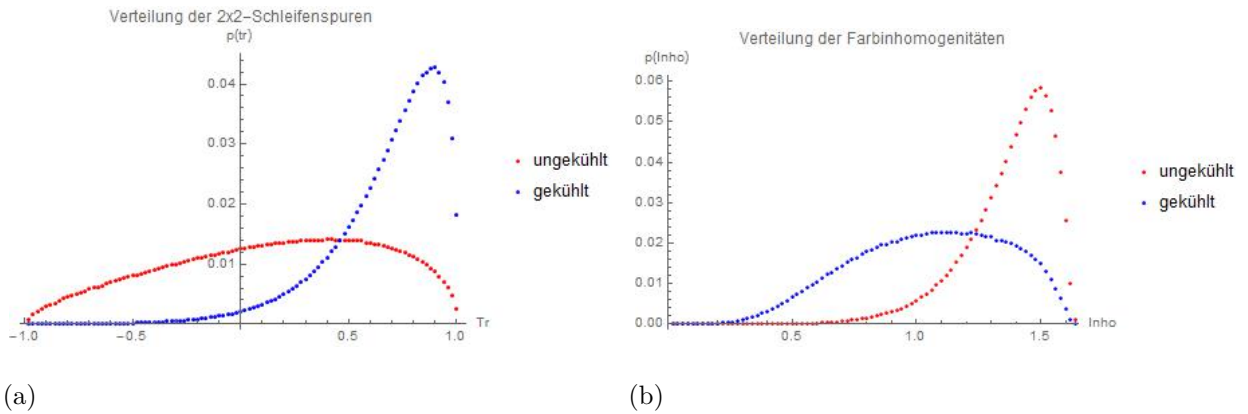 Verteilung der 2x2-Schleifenspuren
p(tr)
0.04
0.03
0.02
0.01
-1.0
-0.5
0.5
1.0
Tr
ungekühlt
gekühlt
(a)
Verteilung der Farbinhomogenitäten
p(Inho)
0.06
0.05
0.04
0.03
0.02
0.01
0.00
0.5
1.0
1.5
Inho
ungekühlt
gekühlt
(b)